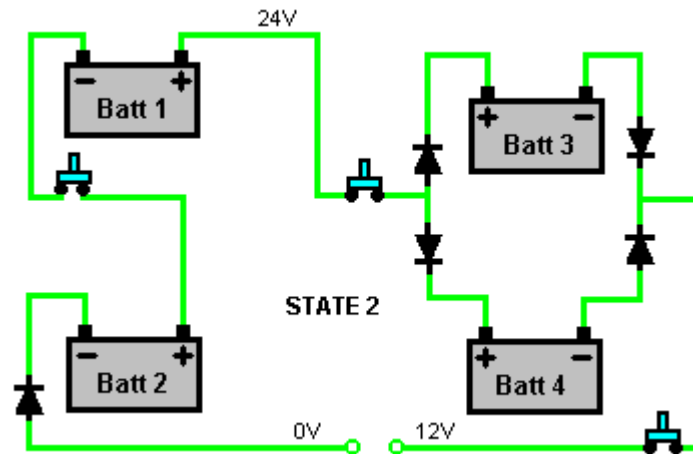 24V
- +
Batt 1
+ -
Batt 3
STATE 2
- +
Batt 2
+ -
Batt 4
0V 12V